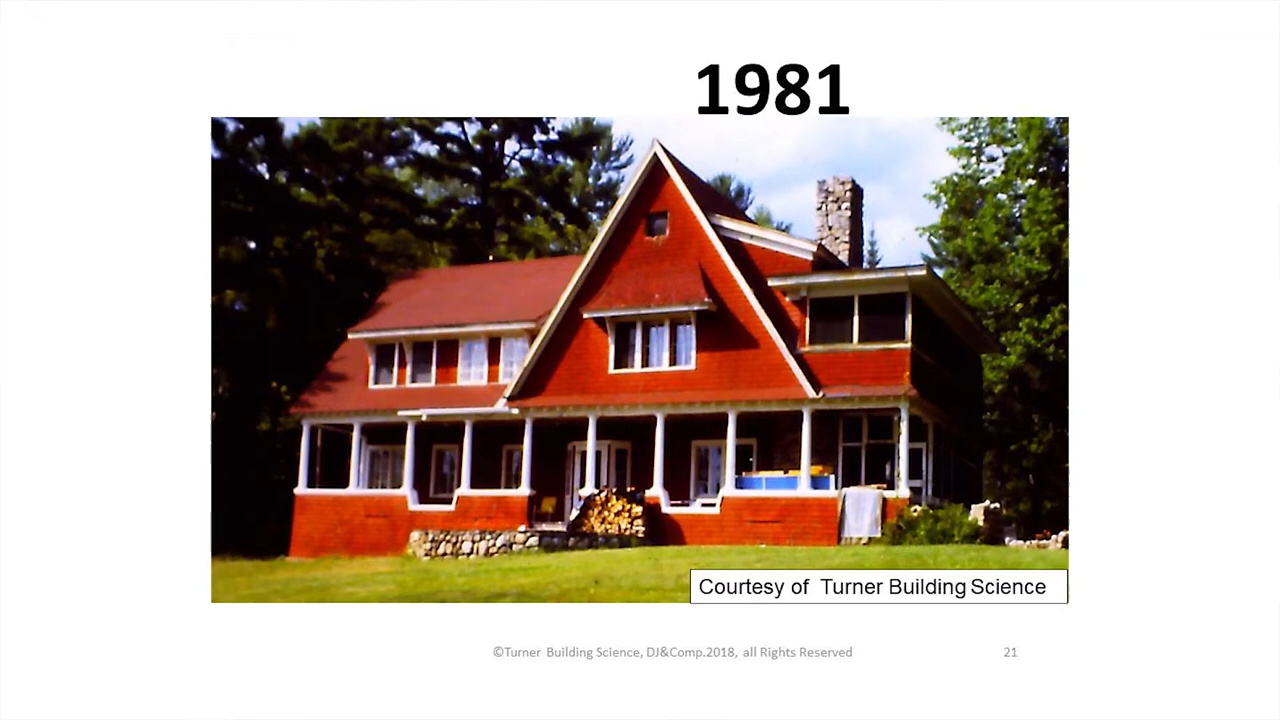 1981
Courtesy of Turner Building Science
©Turner Building Science, DJ&Comp.2018, all Rights Reserved
21